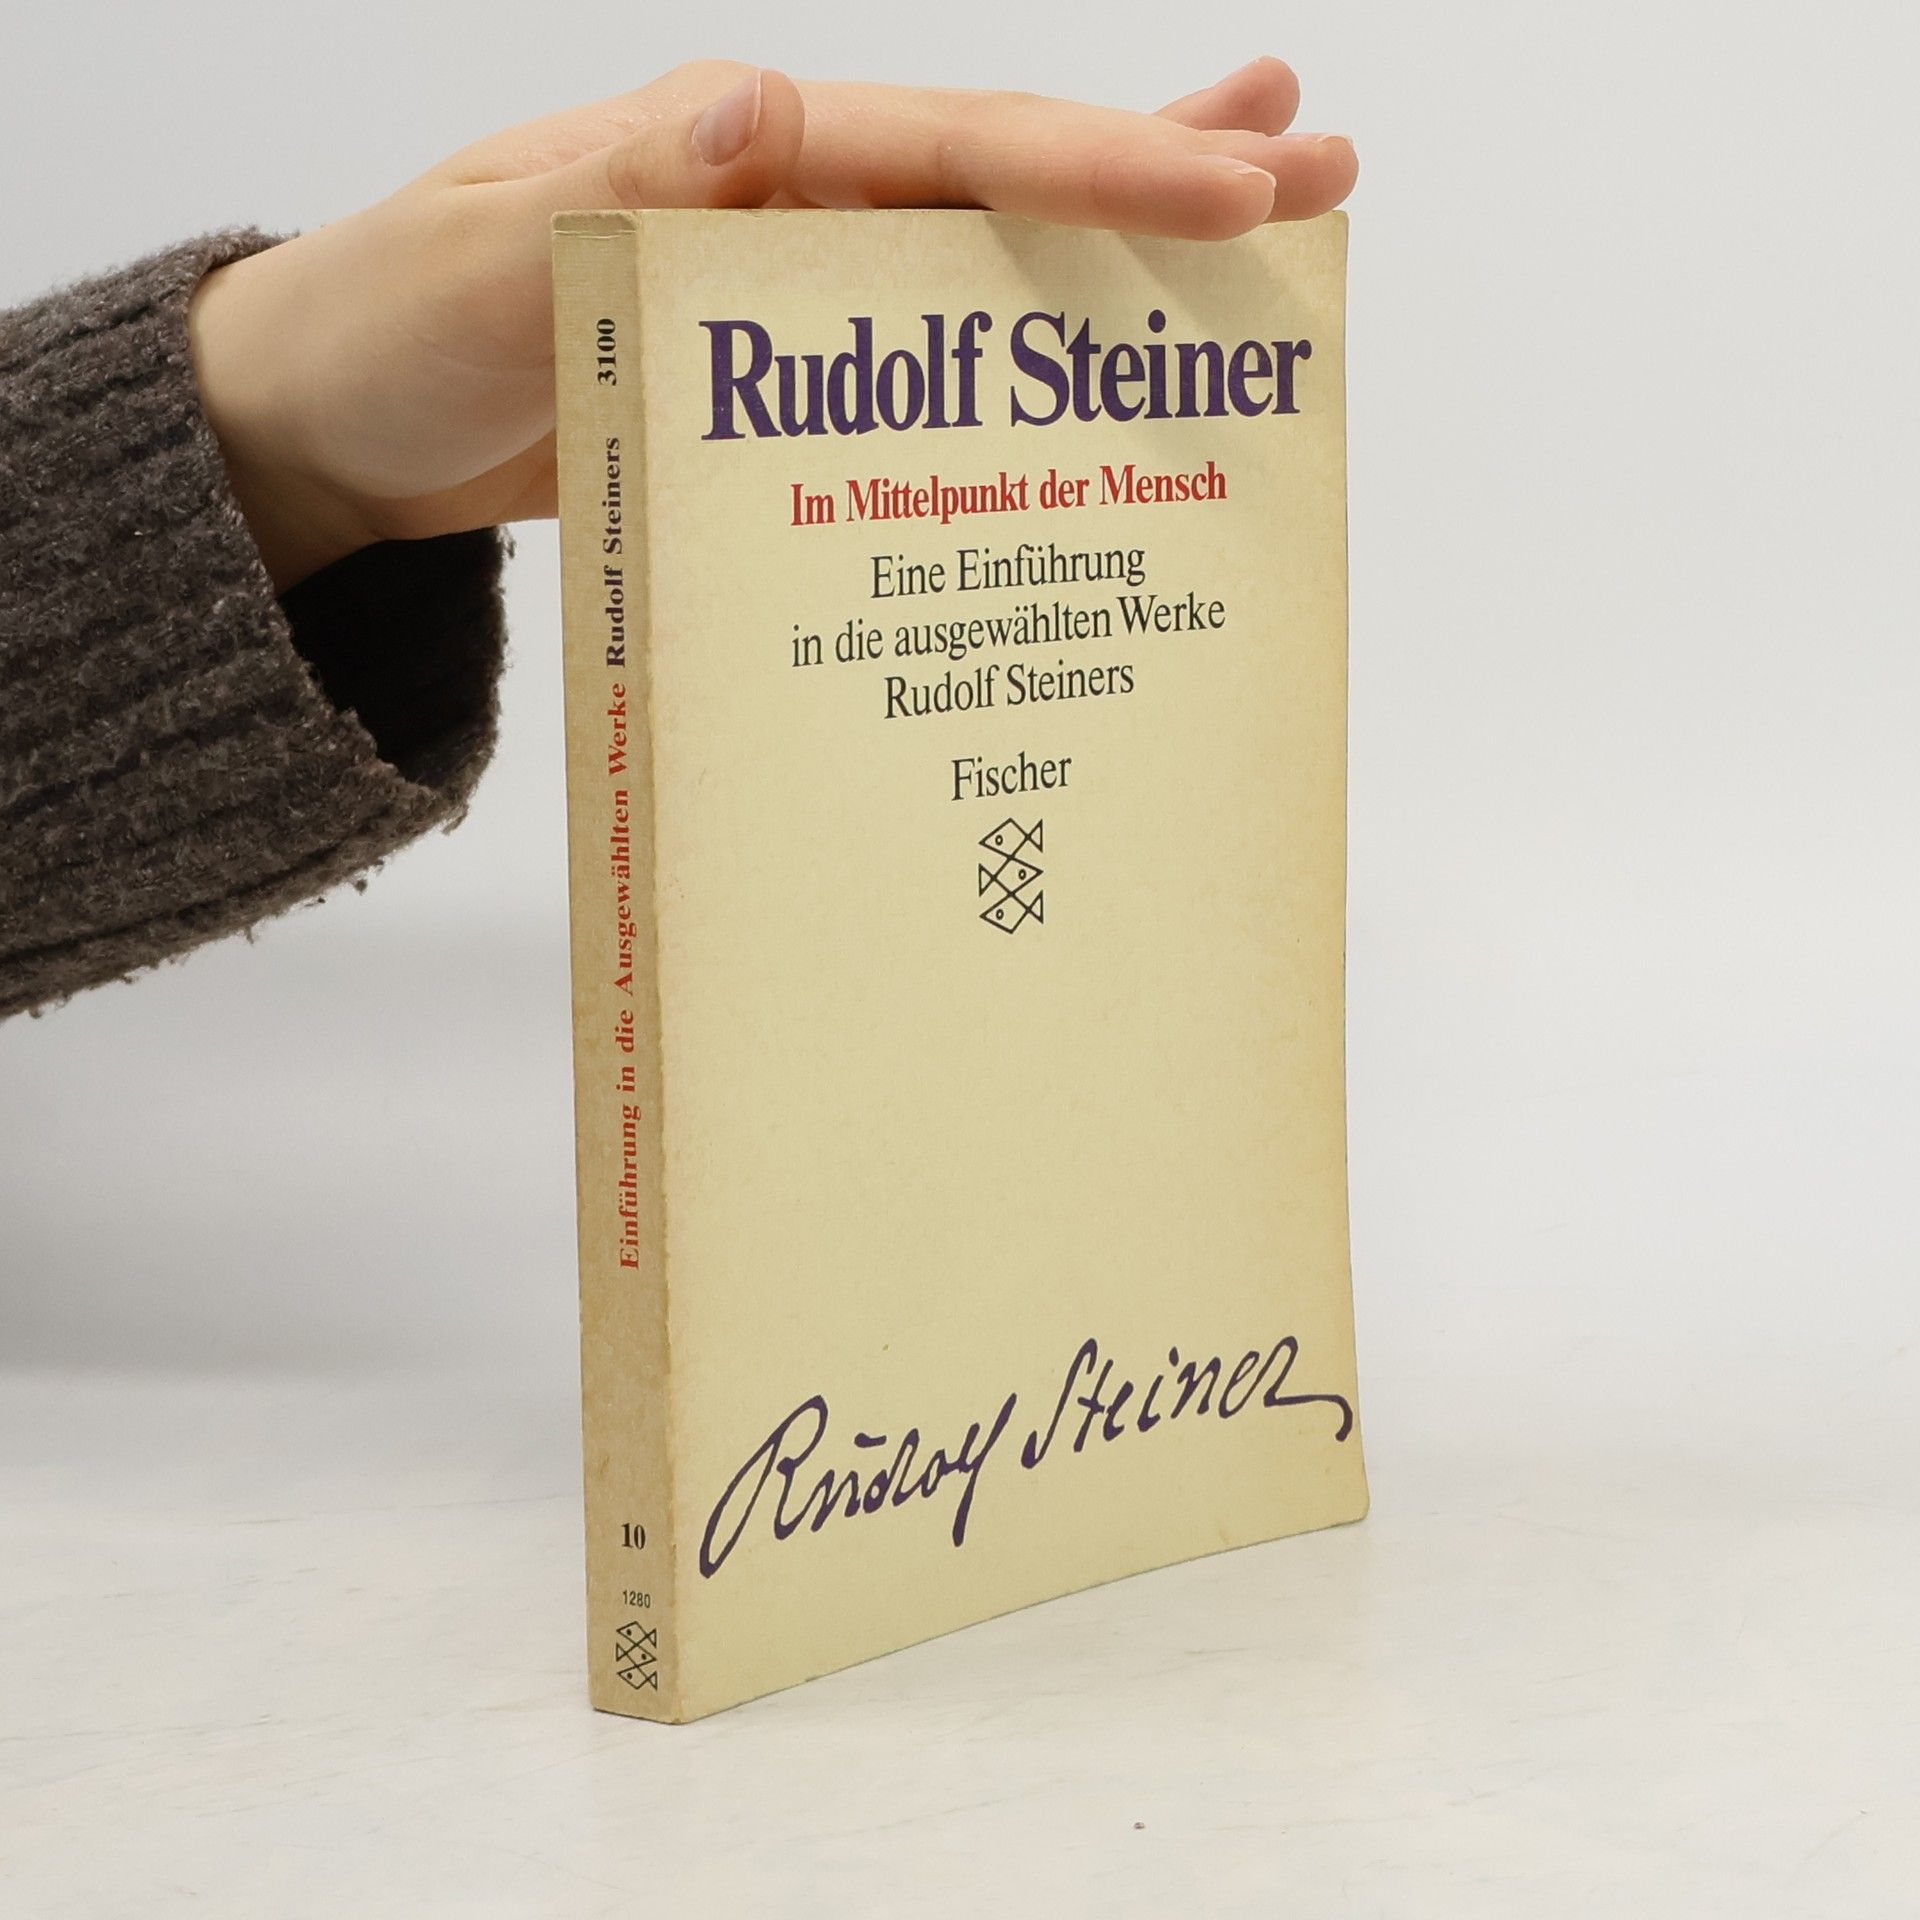 Rudolf Steiner
Im Mittelpunkt der Mensch
Eine Einführung
in die ausgewählten Werke
Rudolf Steiners
Fischer
Rudolf Steiner
Einführung in die Ausgewählten Werke Rudolf Steiners 3100
10
1280